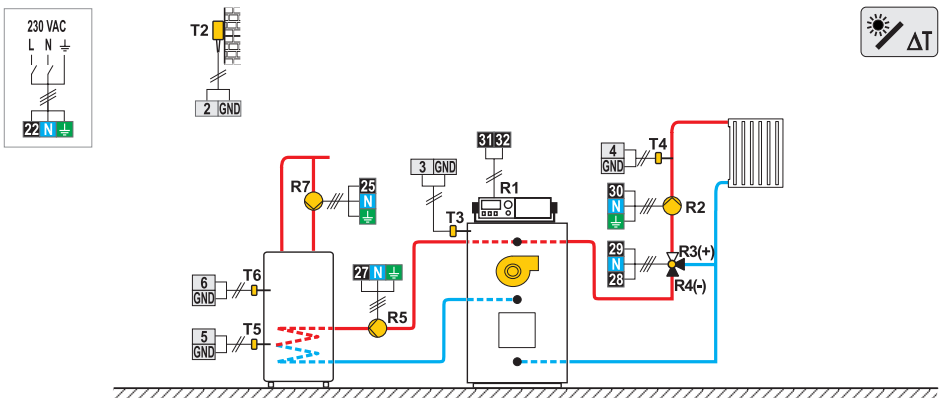 230 VAC
L N
22 N
T2
2 GND
ΔT
31 32
3 GND
R1
T3
4
GND
T4
30
N
R2
29
N
28
R3(+)
R4(-)
R7
25
N
T6
6
GND
27 N
R5
T5
5
GND